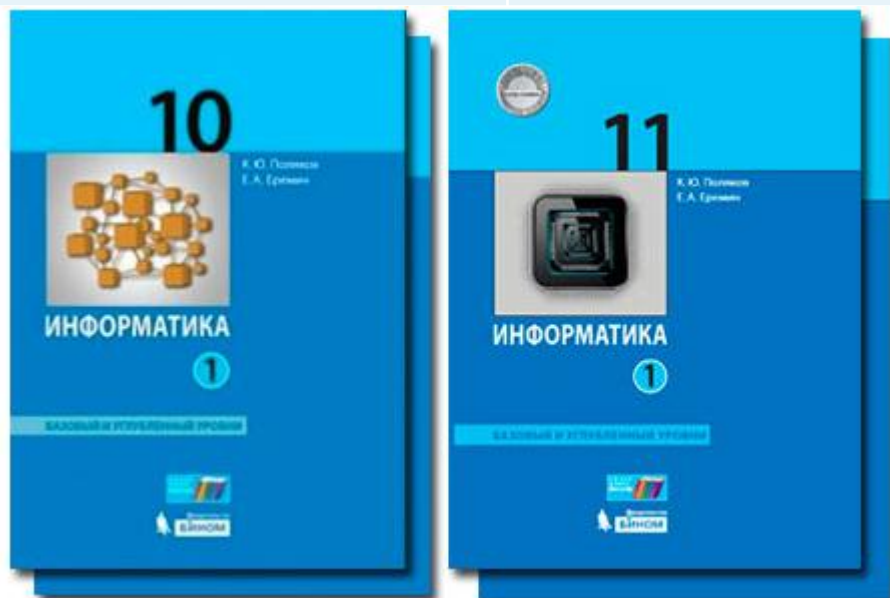 10
К. Ю. Поляков
Е. А. Еремин
ИНФОРМАТИКА
1
БАЗОВЫЙ И УГЛУБЛЕННЫЙ УРОВНИ
БИНОМ
11
К. Ю. Поляков
Е. А. Еремин
ИНФОРМАТИКА
1
БАЗОВЫЙ И УГЛУБЛЕННЫЙ УРОВНИ
БИНОМ